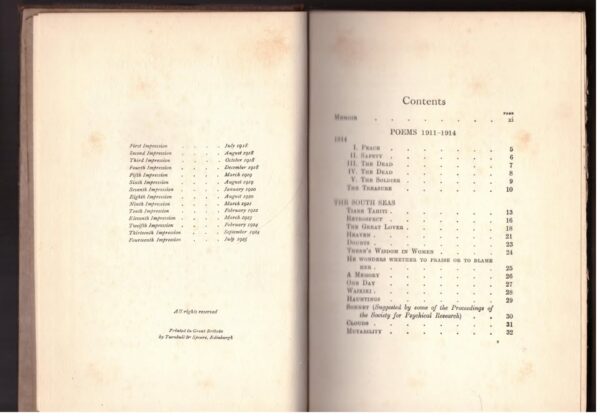 First Impression . . . . July 1918
Second Impression . . . . August 1918
Third Impression . . . . October 1918
Fourth Impression . . . . December 1918
Fifth Impression . . . . March 1919
Sixth Impression . . . . August 1919
Seventh Impression . . . . January 1920
Eighth Impression . . . . August 1920
Ninth Impression . . . . March 1921
Tenth Impression . . . . February 1922
Eleventh Impression . . . . March 1923
Twelfth Impression . . . . February 1924
Thirteenth Impression . . . . September 1924
Fourteenth Impression . . . . July 1925
All rights reserved
Printed in Great Britain
by Turnbull & Spears, Edinburgh
Contents
PAGE
MEMOIR . . . . . . . xi
POEMS 1911-1914
1914
I. PEACE . . . . . . 5
II. SAFETY . . . . . . 6
III. THE DEAD . . . . . . 7
IV. THE DEAD . . . . . . 8
V. THE SOLDIER . . . . . . 9
THE TREASURE . . . . . . 10
THE SOUTH SEAS
TIARE TAHITI . . . . . . 13
RETROSPECT . . . . . . 16
THE GREAT LOVER . . . . . . 18
HEAVEN . . . . . . 21
DOUBTS . . . . . . 23
THERE'S WISDOM IN WOMEN . . . . . 24
HE WONDERS WHETHER TO PRAISE OR TO BLAME
HER . . . . . . 25
A MEMORY . . . . . . 26
ONE DAY . . . . . . 27
WAIKIKI . . . . . . 28
HAUNTINGS . . . . . . 29
SONNET (Suggested by some of the Proceedings of
the Society for Psychical Research) . . . 30
CLOUDS . . . . . . 31
MUTABILITY . . . . . . 32